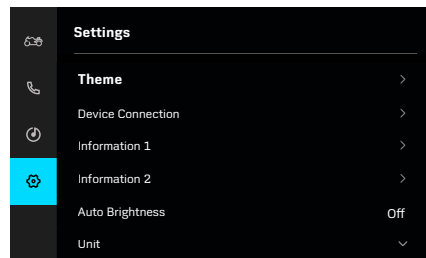 Settings
Theme
Device Connection
Information 1
Information 2
Auto Brightness Off
Unit